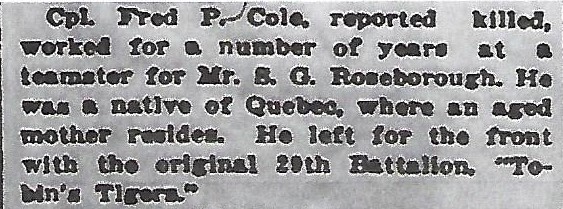 Cpl. Fred P. Cole, reported killed,
worked for a number of years at a
teamster for Mr. S. G. Roseborough. He
was a native of Quebec, where an aged
mother resides. He left for the front
with the original 29th Battalion. "To-
bin's Tigers."